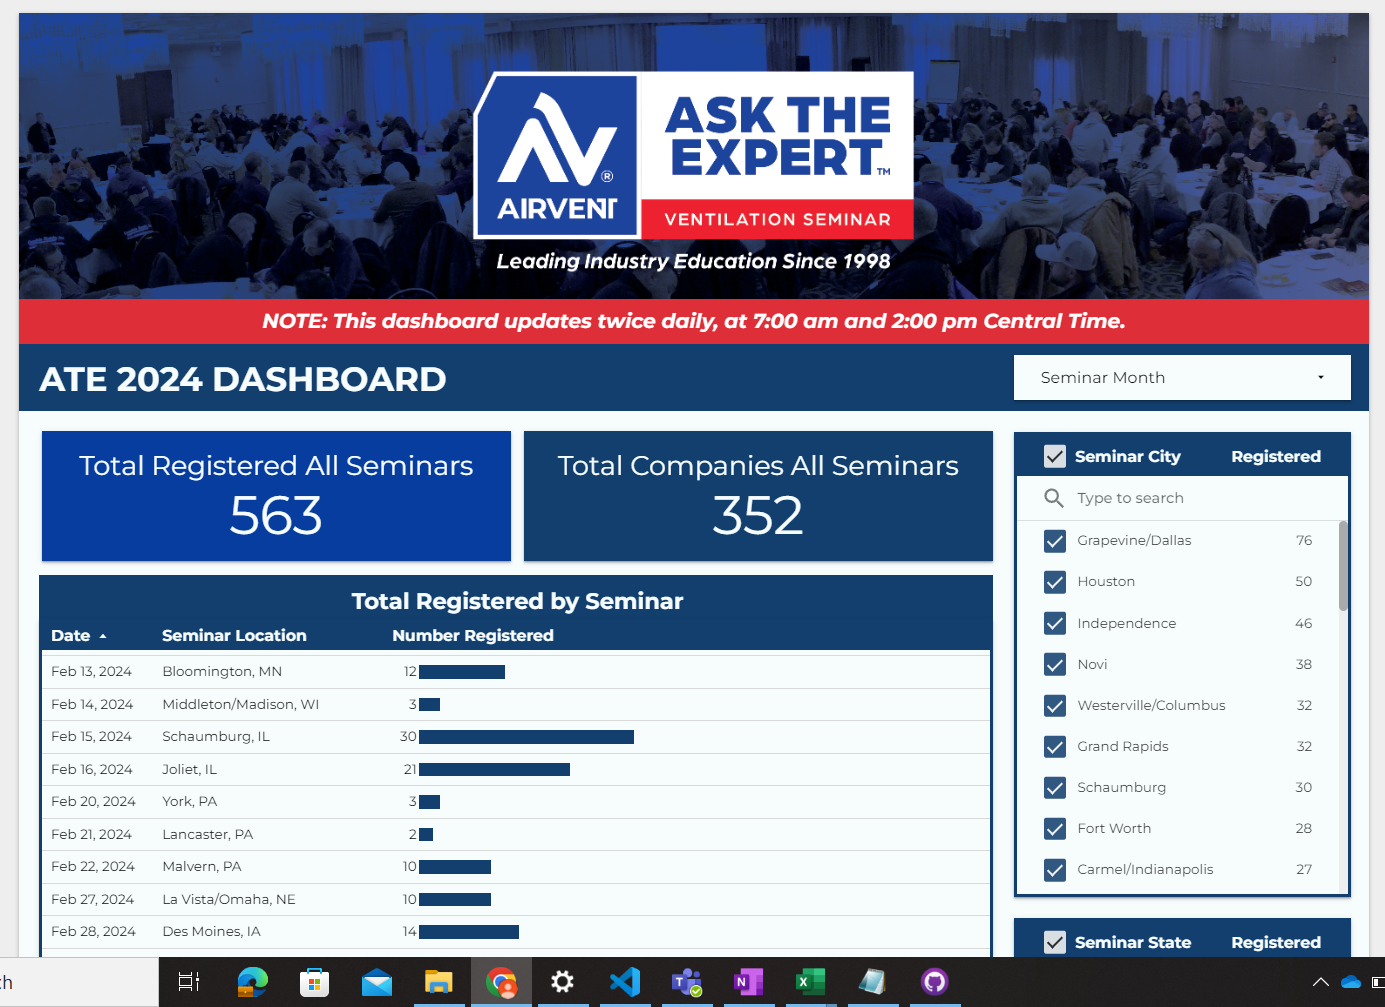 ASK THE
EXPERT™
AIRVENT®
VENTILATION SEMINAR
Leading Industry Education Since 1998
NOTE: This dashboard updates twice daily, at 7:00 am and 2:00 pm Central Time.
ATE 2024 DASHBOARD
Seminar Month
Total Registered All Seminars
563
Total Companies All Seminars
352
Total Registered by Seminar
Date Seminar Location Number Registered
Feb 13, 2024 Bloomington, MN 12
Feb 14, 2024 Middleton/Madison, WI 3
Feb 15, 2024 Schaumburg, IL 30
Feb 16, 2024 Joliet, IL 21
Feb 20, 2024 York, PA 3
Feb 21, 2024 Lancaster, PA 2
Feb 22, 2024 Malvern, PA 10
Feb 27, 2024 La Vista/Omaha, NE 10
Feb 28, 2024 Des Moines, IA 14
Seminar City Registered
Type to search
Grapevine/Dallas 76
Houston 50
Independence 46
Novi 38
Westerville/Columbus 32
Grand Rapids 32
Schaumburg 30
Fort Worth 28
Carmel/Indianapolis 27
Seminar State Registered